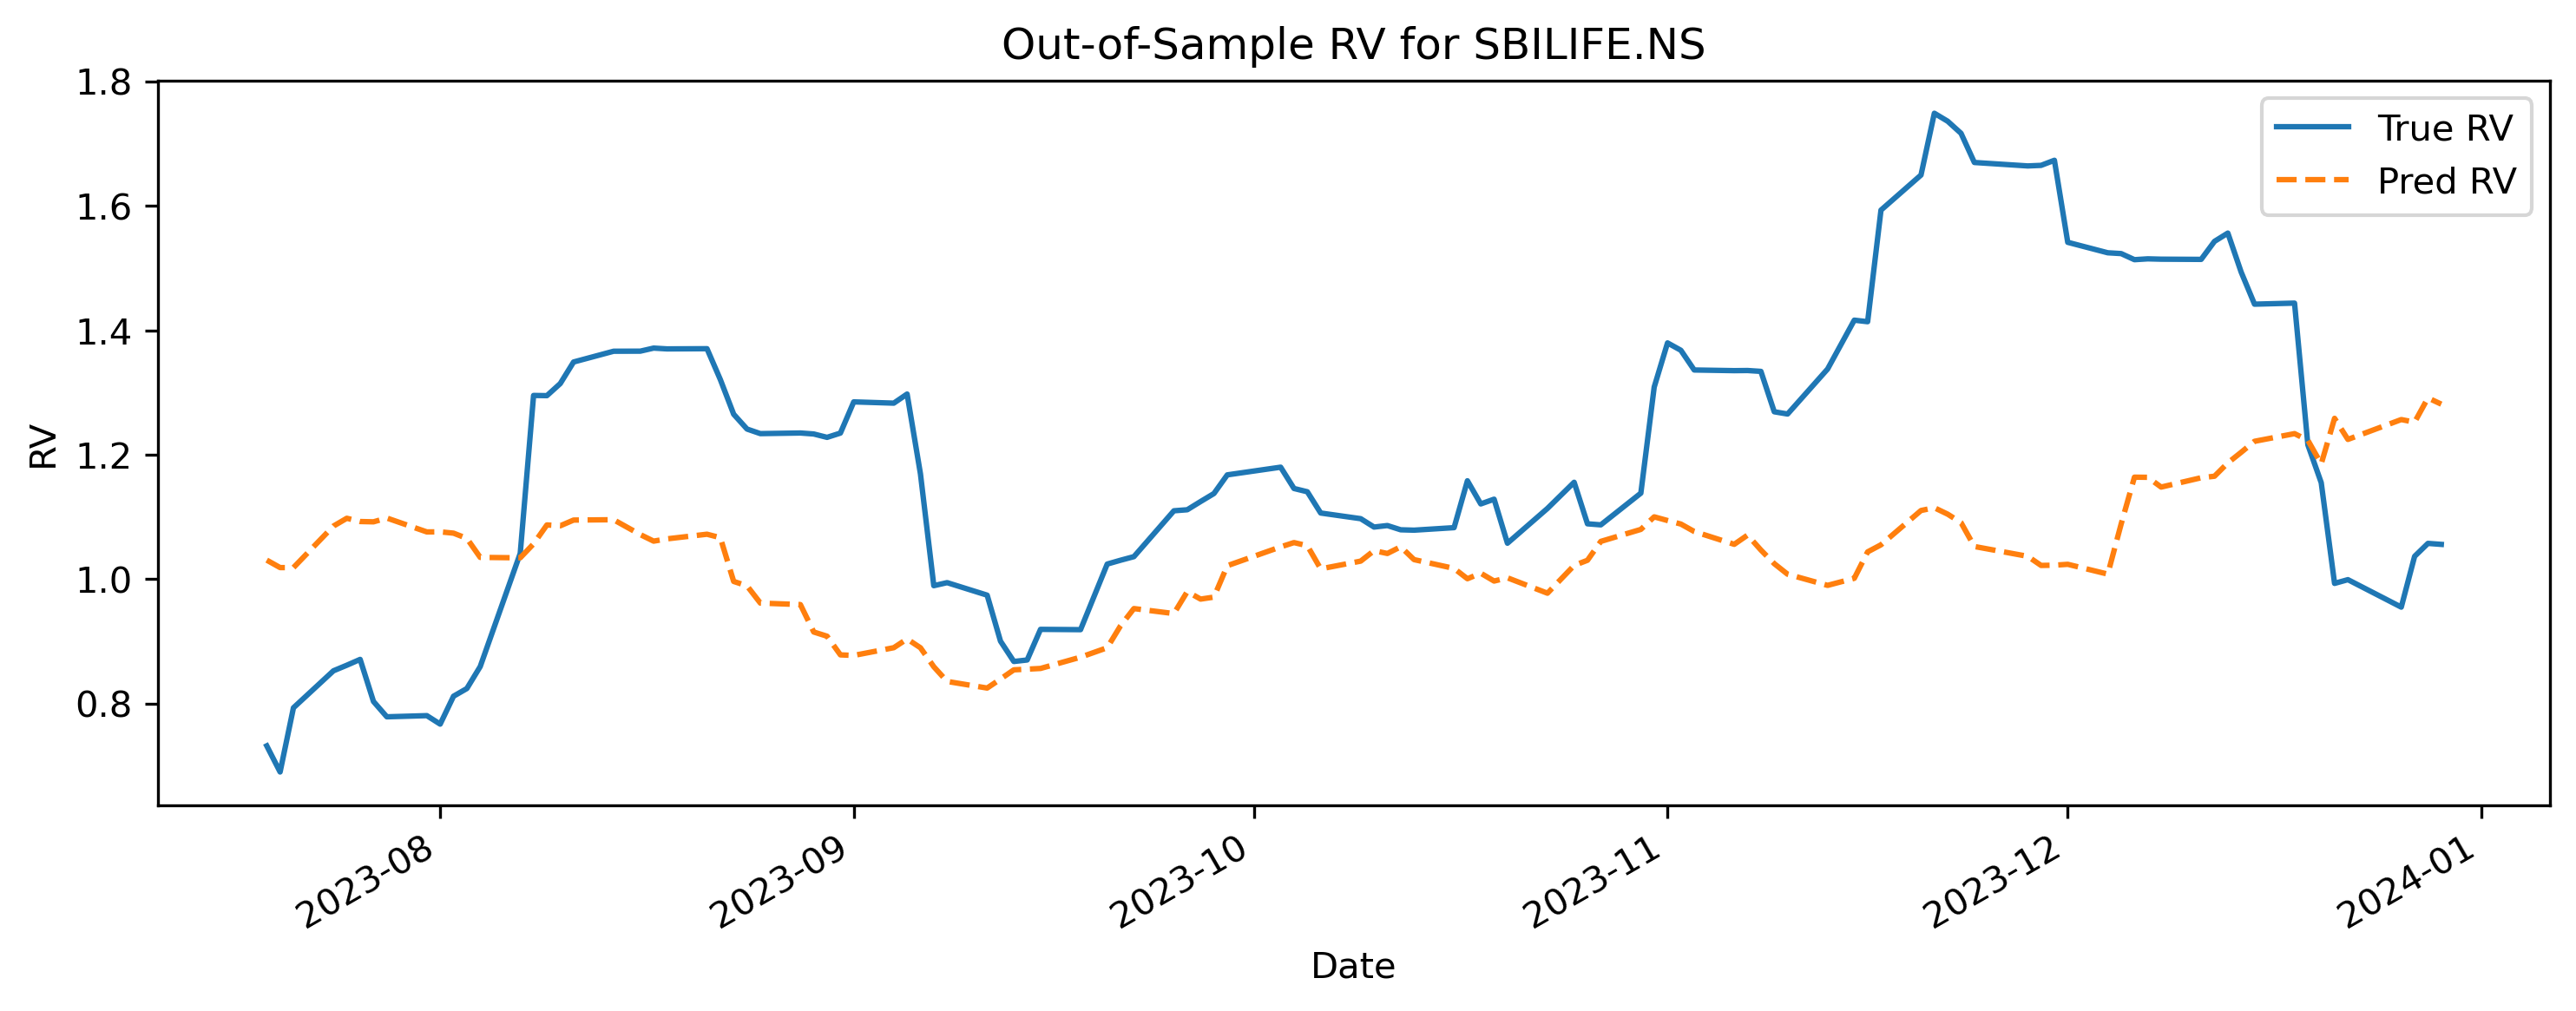 Out-of-Sample RV for SBILIFE.NS
True RV
Pred RV
RV
1.8
1.6
1.4
1.2
1.0
0.8
2023-08
2023-09
2023-10
2023-11
2023-12
2024-01
Date